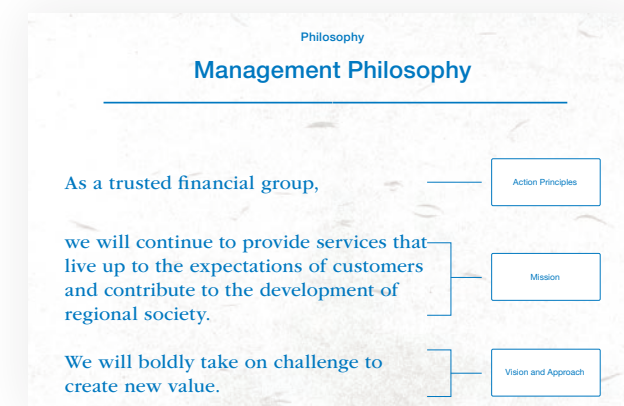 Philosophy
Management Philosophy
As a trusted financial group,
Action Principles
we will continue to provide services that
live up to the expectations of customers
and contribute to the development of
regional society.
Mission
We will boldly take on challenge to
create new value.
Vision and Approach